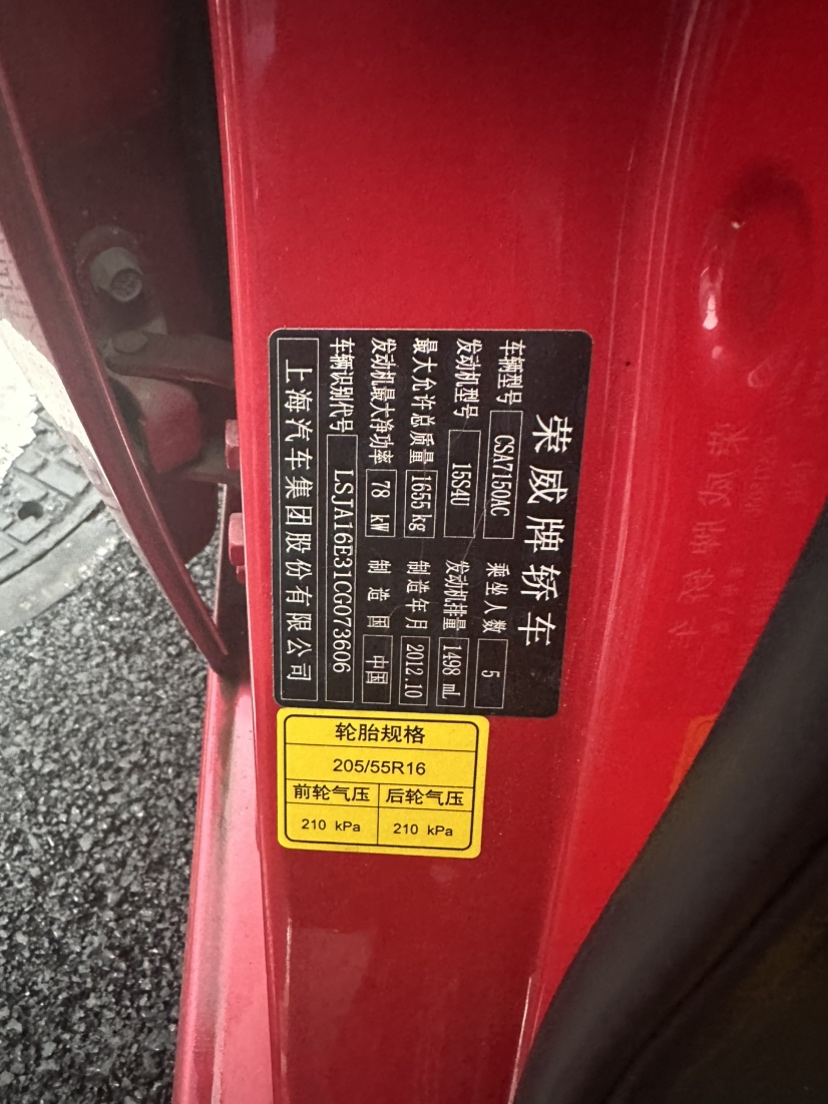 荣威牌轿车
车辆型号 CSA7150AC 乘坐人数 5
发动机型号 15S4U 发动机排量 1498 mL
最大允许总质量 1655 kg 制造年月 2012.10
发动机最大净功率 78 kW 制造国 中国
车辆识别代号 LSJA16E31CG073606
上海汽车集团股份有限公司
轮胎规格
205/55R16
前轮气压 后轮气压
210 kPa 210 kPa